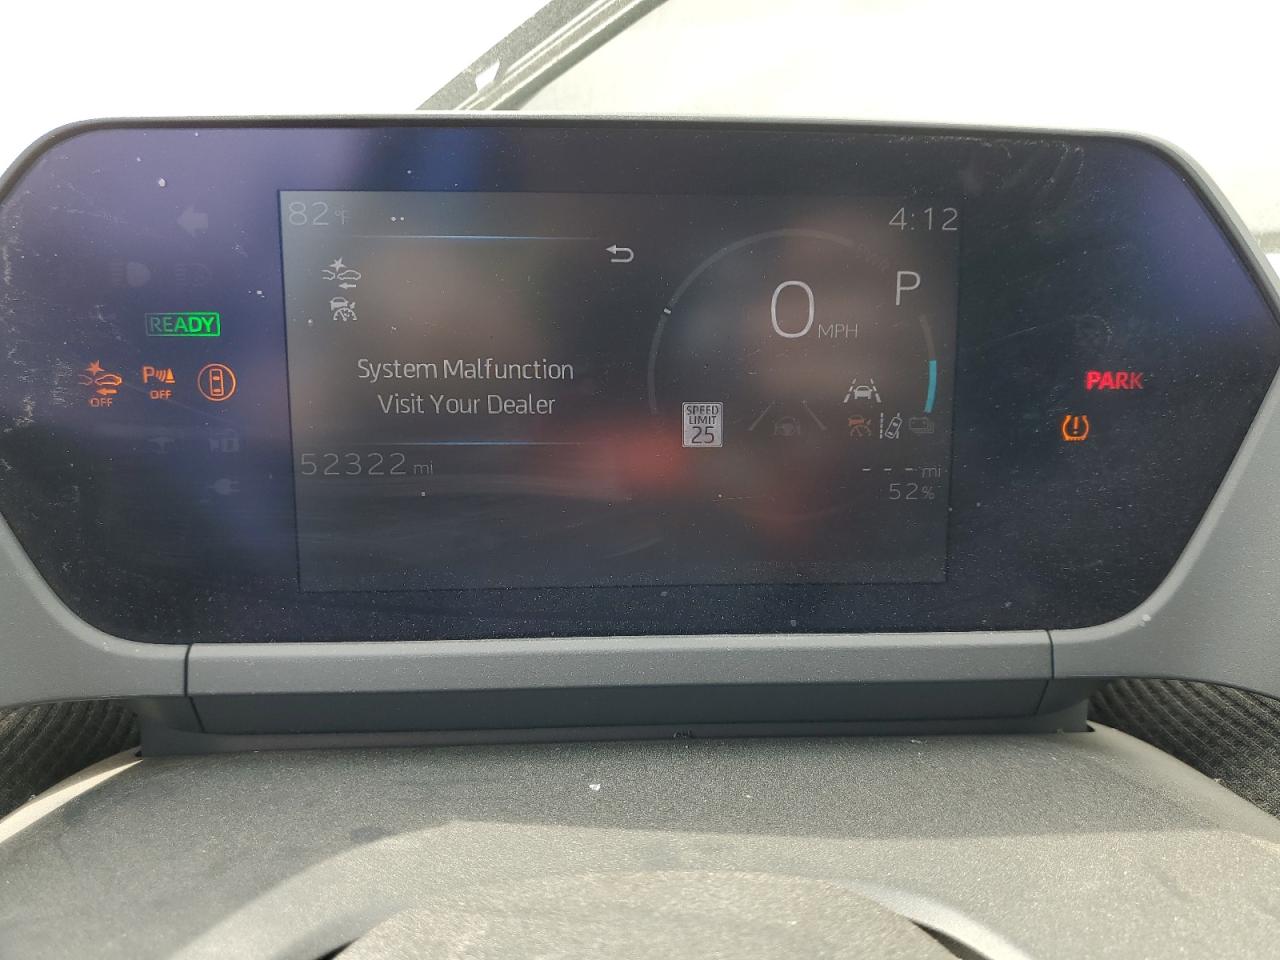 82°F
4:12
P
0 MPH
READY
System Malfunction
Visit Your Dealer
OFF
P OFF
PARK
SPEED
LIMIT
25
52322 mi
- - - mi
52%